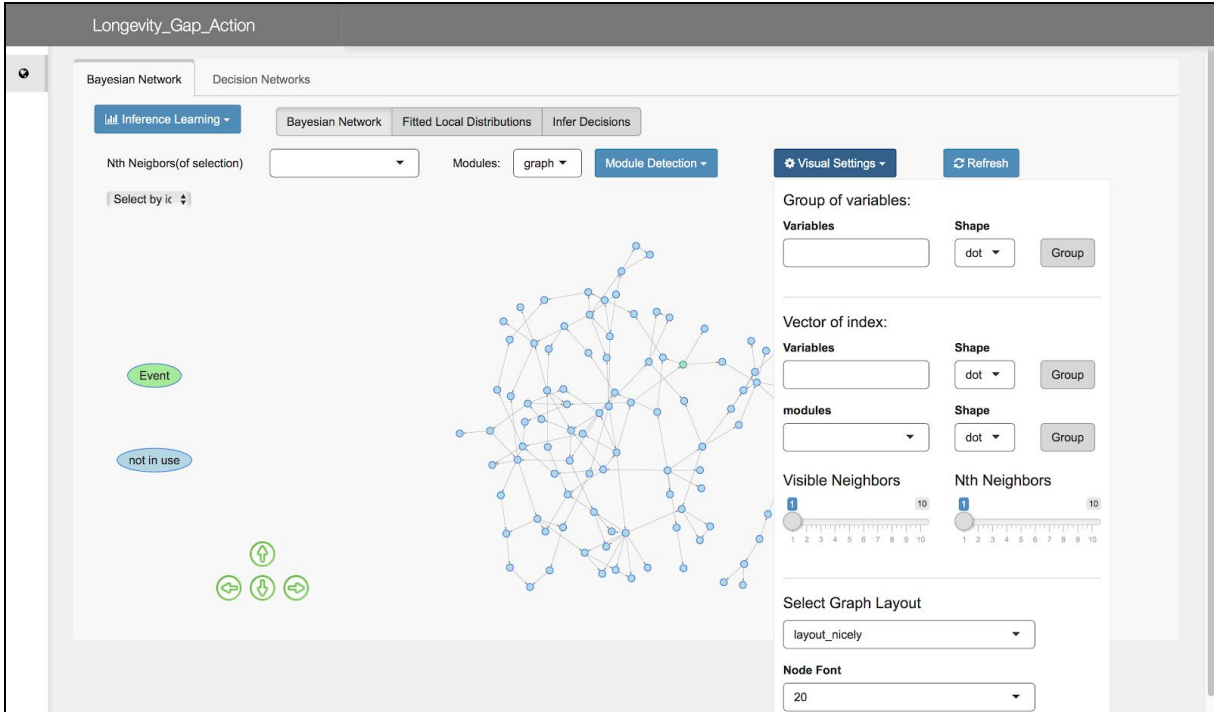 Longevity_Gap_Action
Bayesian Network Decision Networks
Inference Learning Bayesian Network Fitted Local Distributions Infer Decisions
Nth Neigbors(of selection) Modules: graph Module Detection Visual Settings Refresh
Select by ic
Group of variables:
Variables Shape
dot Group
Vector of index:
Variables Shape
dot Group
modules Shape
dot Group
Event
not in use
Visible Neighbors Nth Neighbors
1 10 1 10
1 2 3 4 5 6 7 8 9 10 1 2 3 4 5 6 7 8 9 10
Select Graph Layout
layout_nicely
Node Font
20